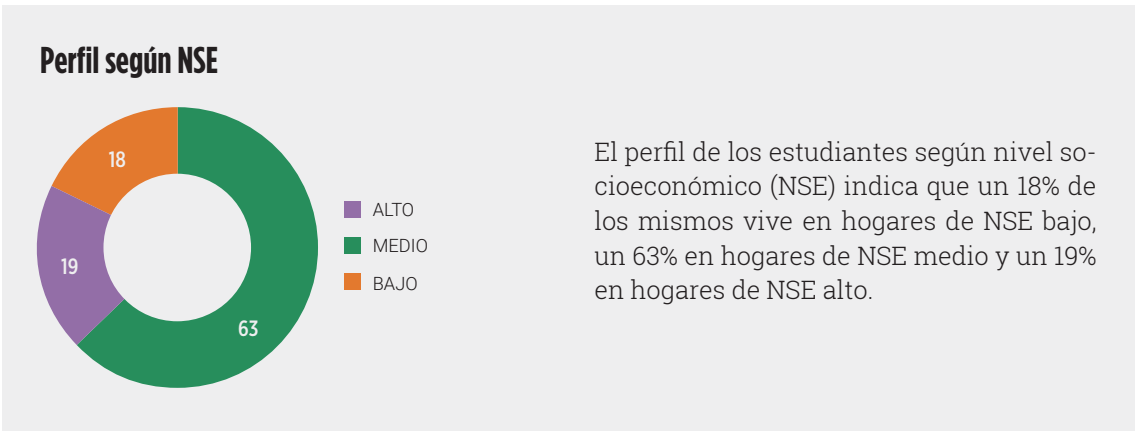 Perfil según NSE
18
19
63
ALTO
MEDIO
BAJO
El perfil de los estudiantes según nivel so-
cioeconómico (NSE) indica que un 18% de
los mismos vive en hogares de NSE bajo,
un 63% en hogares de NSE medio y un 19%
en hogares de NSE alto.